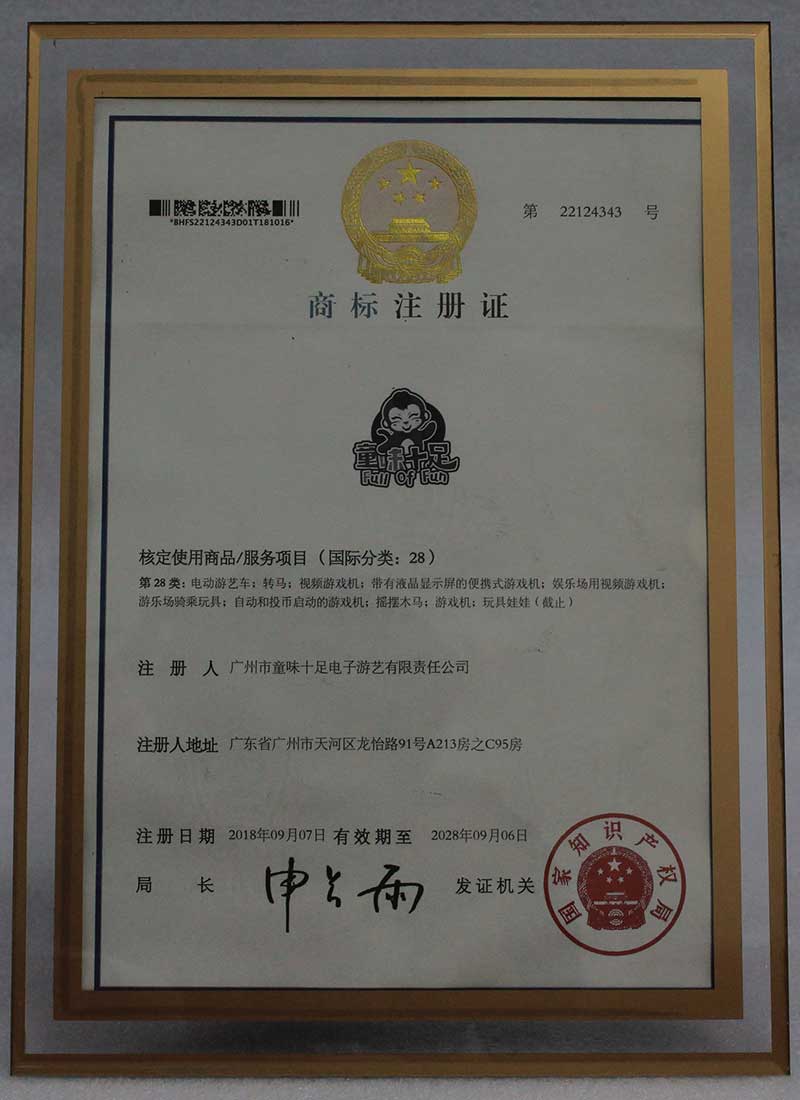 *BHFS22124343D01T181016*
第 22124343 号
商标注册证
童味十足
Full Of Fun
核定使用商品/服务项目（国际分类：28）
第 28 类：电动游艺车；转马；视频游戏机；带有液晶显示屏的便携式游戏机；娱乐场用视频游戏机；
游乐场骑乘玩具；自动和投币启动的游戏机；摇摆木马；游戏机；玩具娃娃（截止）
注 册 人 广州市童味十足电子游艺有限责任公司
注册人地址 广东省广州市天河区龙怡路91号A213房之C95房
注册日期 2018年09月07日 有效期至 2028年09月06日
局 长 申长雨 发证机关
国家知识产权局